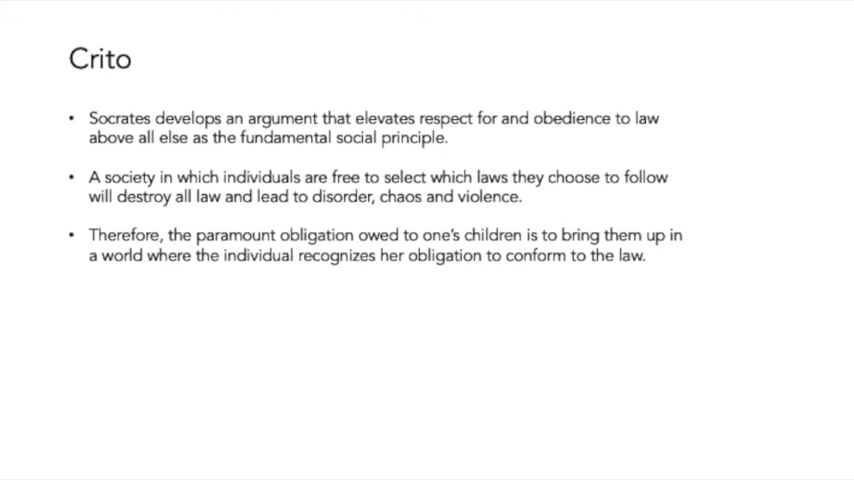 Crito
• Socrates develops an argument that elevates respect for and obedience to law
above all else as the fundamental social principle.
• A society in which individuals are free to select which laws they choose to follow
will destroy all law and lead to disorder, chaos and violence.
• Therefore, the paramount obligation owed to one's children is to bring them up in
a world where the individual recognizes her obligation to conform to the law.